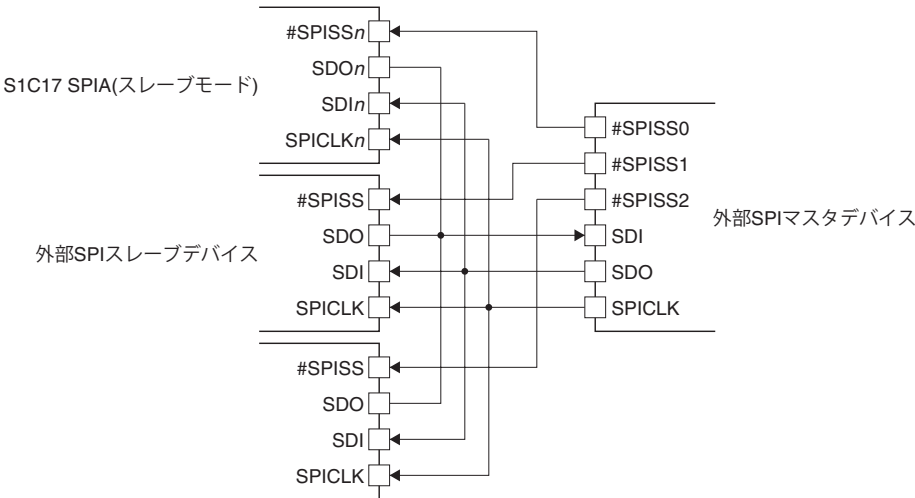 S1C17 SPIA(スレーブモード)
#SPISSn
SDOn
SDIn
SPICLKn
外部SPIスレーブデバイス
#SPISS
SDO
SDI
SPICLK
#SPISS
SDO
SDI
SPICLK
#SPISS0
#SPISS1
#SPISS2
SDI
SDO
SPICLK
外部SPIマスタデバイス